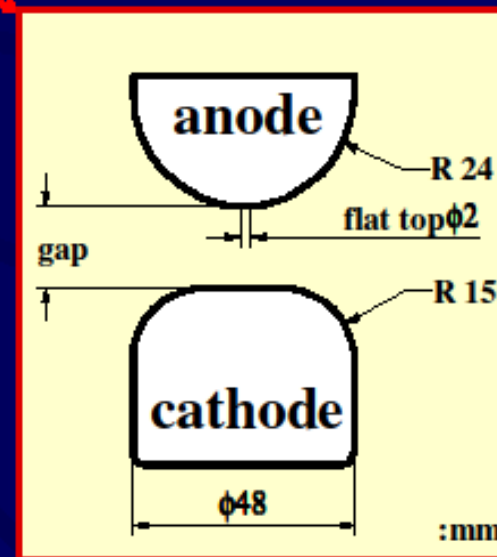 anode
R 24
flat topϕ2
gap
R 15
cathode
ϕ48
:mm